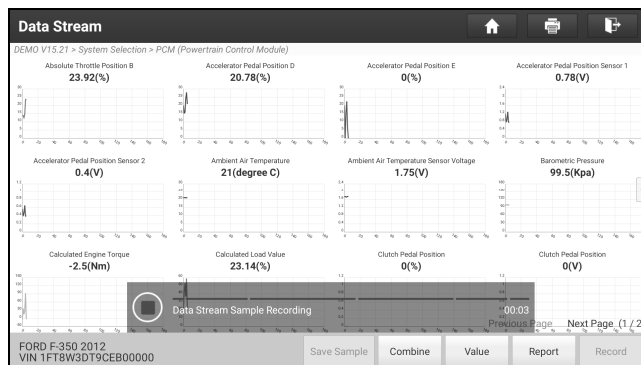 Data Stream
DEMO V15.21 > System Selection > PCM (Powertrain Control Module)
Absolute Throttle Position B
23.92(%)
Accelerator Pedal Position D
20.78(%)
Accelerator Pedal Position E
0(%)
Accelerator Pedal Position Sensor 1
0.78(V)
Accelerator Pedal Position Sensor 2
0.4(V)
Ambient Air Temperature
21(degree C)
Ambient Air Temperature Sensor Voltage
1.75(V)
Barometric Pressure
99.5(Kpa)
Calculated Engine Torque
-2.5(Nm)
Calculated Load Value
23.14(%)
Clutch Pedal Position
0(%)
Clutch Pedal Position
0(V)
Data Stream Sample Recording
00:03
Previous Page
Next Page (1 / 2
FORD F-350 2012
VIN 1FT8W3DT9CEB00000
Save Sample
Combine
Value
Report
Record